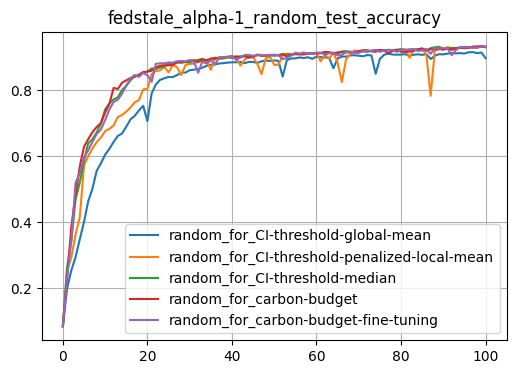 fedstale_alpha-1_random_test_accuracy
0.8
0.6
0.4
0.2
random_for_CI-threshold-global-mean
random_for_CI-threshold-penalized-local-mean
random_for_CI-threshold-median
random_for_carbon-budget
random_for_carbon-budget-fine-tuning
0 20 40 60 80 100